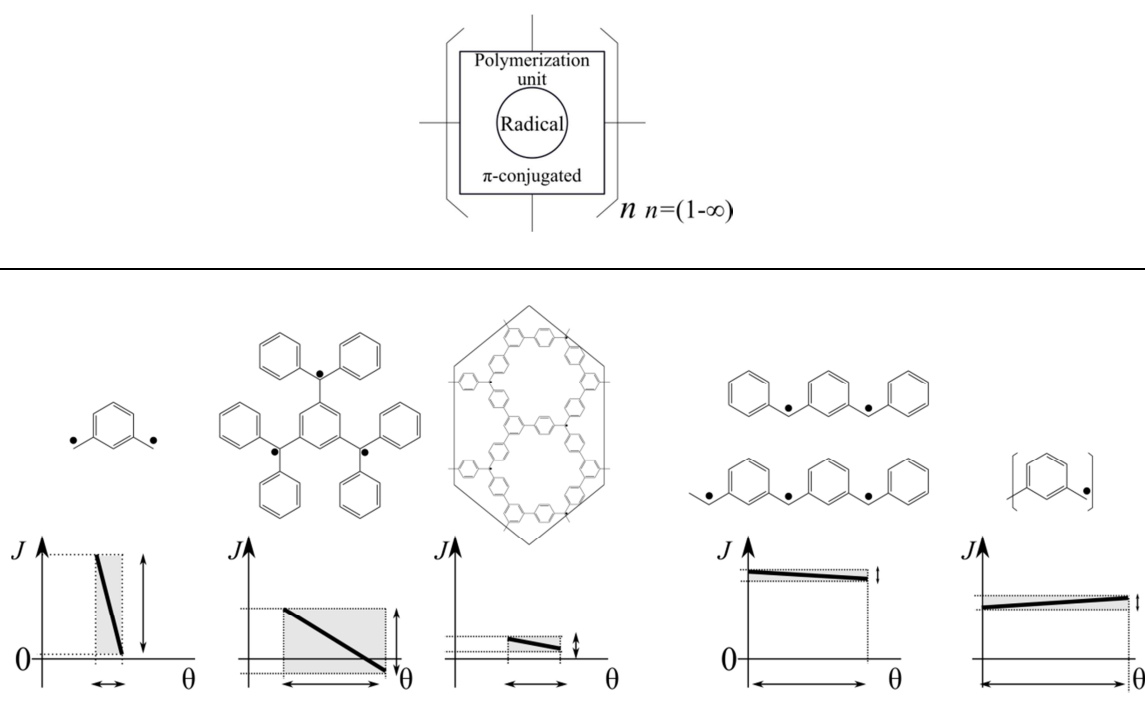 Polymerization
unit
Radical
π-conjugated
n n=(1-∞)
J
0
θ
J
θ
J
θ
J
0
θ
J
θ